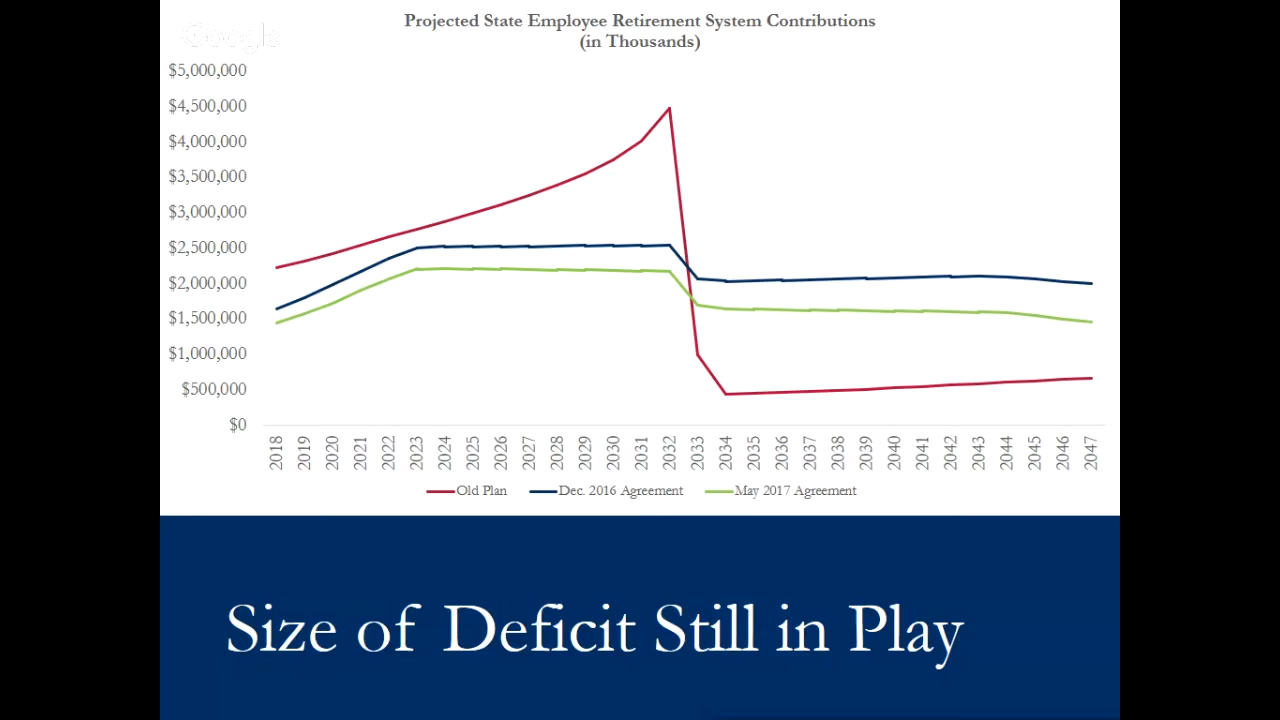 Projected State Employee Retirement System Contributions
(in Thousands)
Google
$5,000,000
$4,500,000
$4,000,000
$3,500,000
$3,000,000
$2,500,000
$2,000,000
$1,500,000
$1,000,000
$500,000
$0
2018 2019 2020 2021 2022 2023 2024 2025 2026 2027 2028 2029 2030 2031 2032 2033 2034 2035 2036 2037 2038 2039 2040 2041 2042 2043 2044 2045 2046 2047
Old Plan Dec. 2016 Agreement May 2017 Agreement
Size of Deficit Still in Play